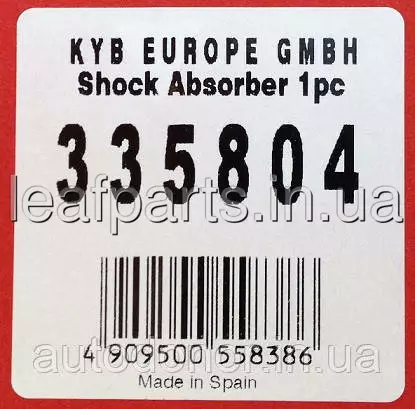 KYB EUROPE GMBH
Shock Absorber 1pc
335804
leafparts.in.ua
4 909500 558386
autodoner.in.ua
Made in Spain